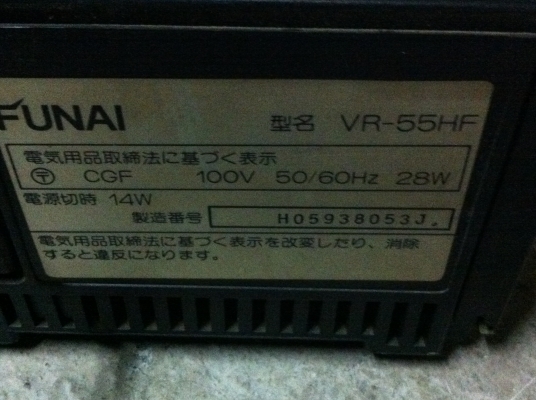 FUNAI 型名 VR-55HF
電気用品取締法に基づく表示
〒 CGF 100V 50/60Hz 28W
電源切時 14W
製造番号 H05938053J.
電気用品取締法に基づく表示を改変したり、消除
すると違反になります。